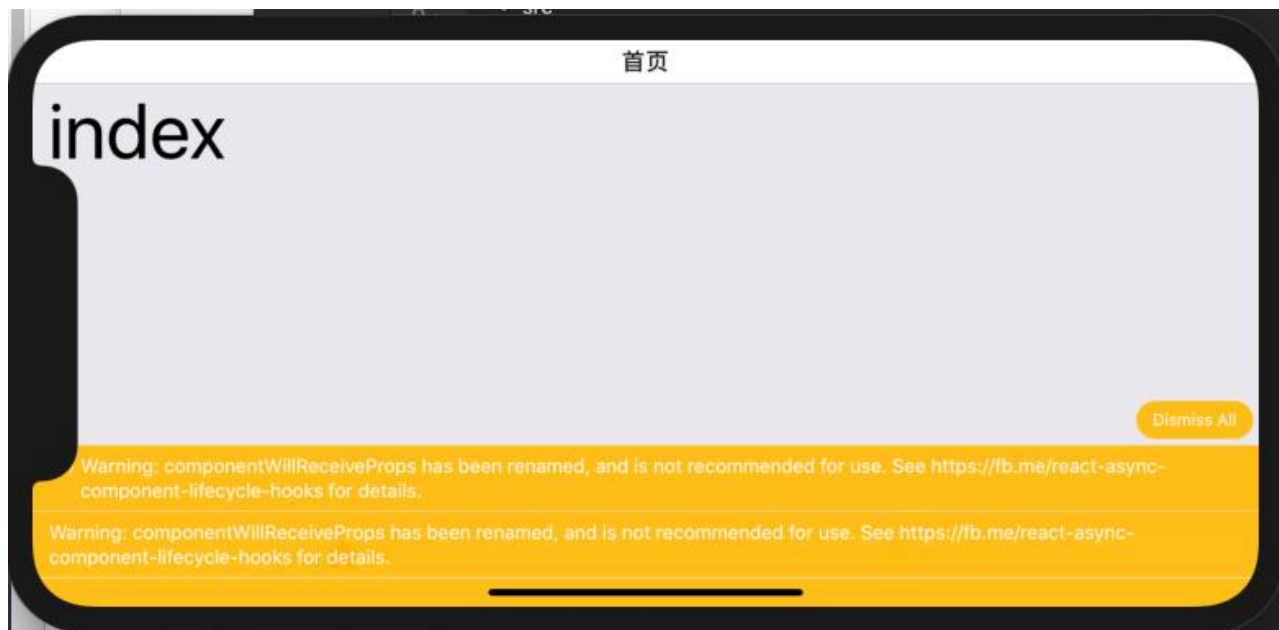 src
首页
index
Dismiss All
Warning: componentWillReceiveProps has been renamed, and is not recommended for use. See https://fb.me/react-async-
component-lifecycle-hooks for details.
Warning: componentWillReceiveProps has been renamed, and is not recommended for use. See https://fb.me/react-async-
component-lifecycle-hooks for details.